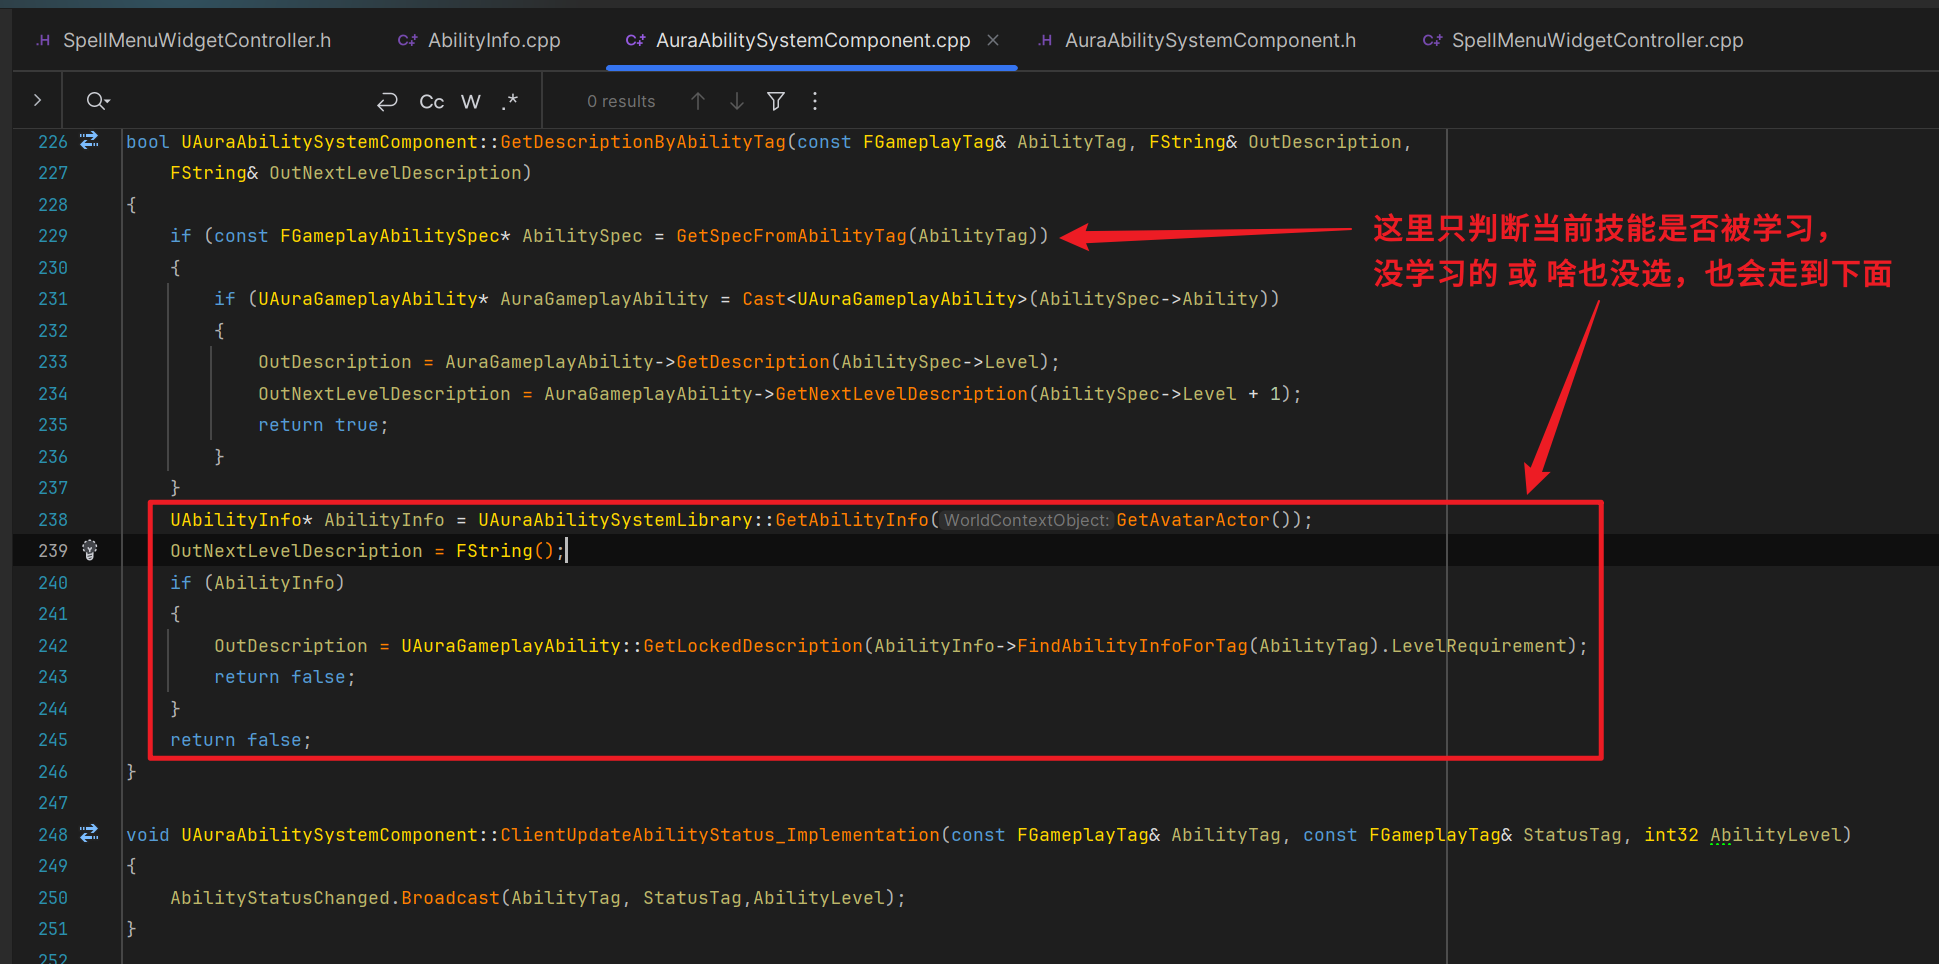 SpellMenuWidgetController.h AbilityInfo.cpp AuraAbilitySystemComponent.cpp AuraAbilitySystemComponent.h SpellMenuWidgetController.cpp
Cc W .* 0 results
226 bool UAuraAbilitySystemComponent::GetDescriptionByAbilityTag(const FGameplayTag& AbilityTag, FString& OutDescription,
227 FString& OutNextLevelDescription)
228 {
229 if (const FGameplayAbilitySpec* AbilitySpec = GetSpecFromAbilityTag(AbilityTag))
这里只判断当前技能是否被学习，
没学习的 或 啥也没选，也会走到下面
230 {
231 if (UAuraGameplayAbility* AuraGameplayAbility = Cast<UAuraGameplayAbility>(AbilitySpec->Ability))
232 {
233 OutDescription = AuraGameplayAbility->GetDescription(AbilitySpec->Level);
234 OutNextLevelDescription = AuraGameplayAbility->GetNextLevelDescription(AbilitySpec->Level + 1);
235 return true;
236 }
237 }
238 UAbilityInfo* AbilityInfo = UAuraAbilitySystemLibrary::GetAbilityInfo(WorldContextObject:GetAvatarActor());
239 OutNextLevelDescription = FString();
240 if (AbilityInfo)
241 {
242 OutDescription = UAuraGameplayAbility::GetLockedDescription(AbilityInfo->FindAbilityInfoForTag(AbilityTag).LevelRequirement);
243 return false;
244 }
245 return false;
246 }
247
248 void UAuraAbilitySystemComponent::ClientUpdateAbilityStatus_Implementation(const FGameplayTag& AbilityTag, const FGameplayTag& StatusTag, int32 AbilityLevel)
249 {
250 AbilityStatusChanged.Broadcast(AbilityTag, StatusTag,AbilityLevel);
251 }
252